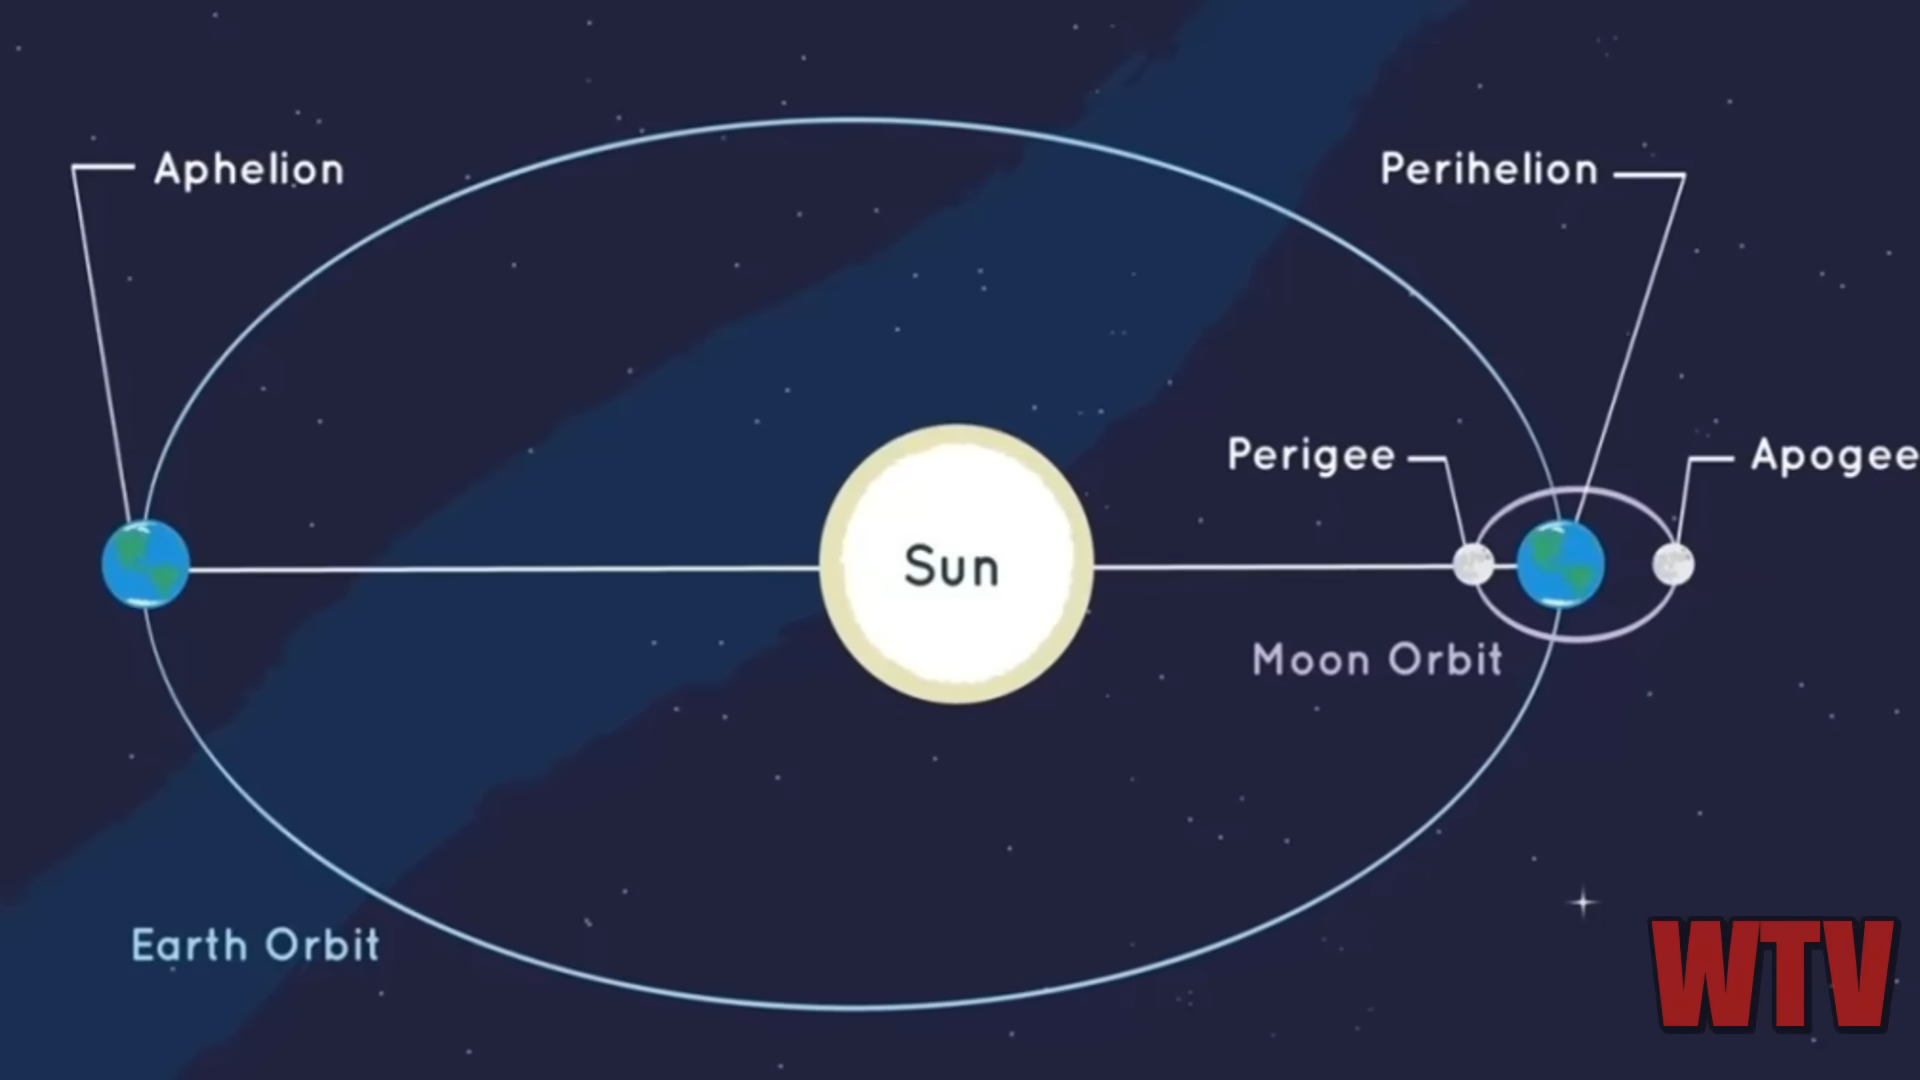 Aphelion
Perihelion
Perigee
Apogee
Sun
Moon Orbit
Earth Orbit
WTV